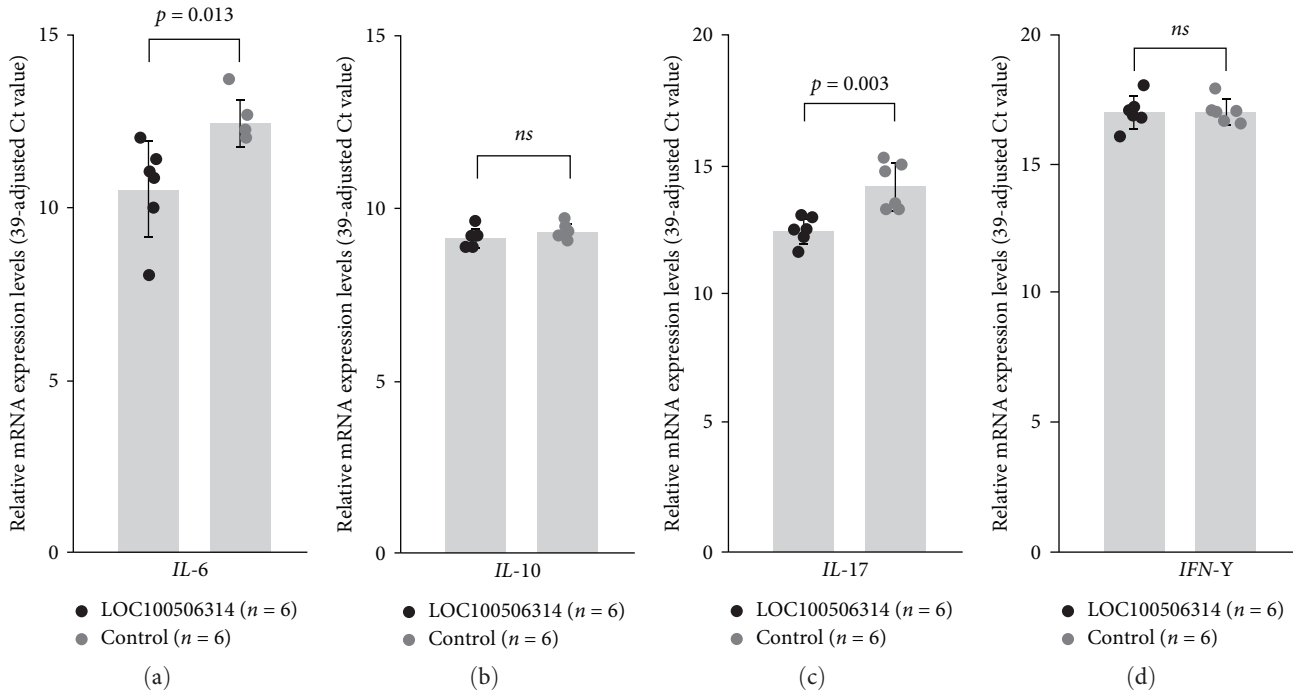 Relative mRNA expression levels (39-adjusted Ct value)
15
10
5
0
p = 0.013
IL-6
LOC100506314 (n = 6)
Control (n = 6)
(a)
Relative mRNA expression levels (39-adjusted Ct value)
15
10
5
0
ns
IL-10
LOC100506314 (n = 6)
Control (n = 6)
(b)
Relative mRNA expression levels (39-adjusted Ct value)
20
15
10
5
0
p = 0.003
IL-17
LOC100506314 (n = 6)
Control (n = 6)
(c)
Relative mRNA expression levels (39-adjusted Ct value)
20
15
10
5
0
ns
IFN-Y
LOC100506314 (n = 6)
Control (n = 6)
(d)